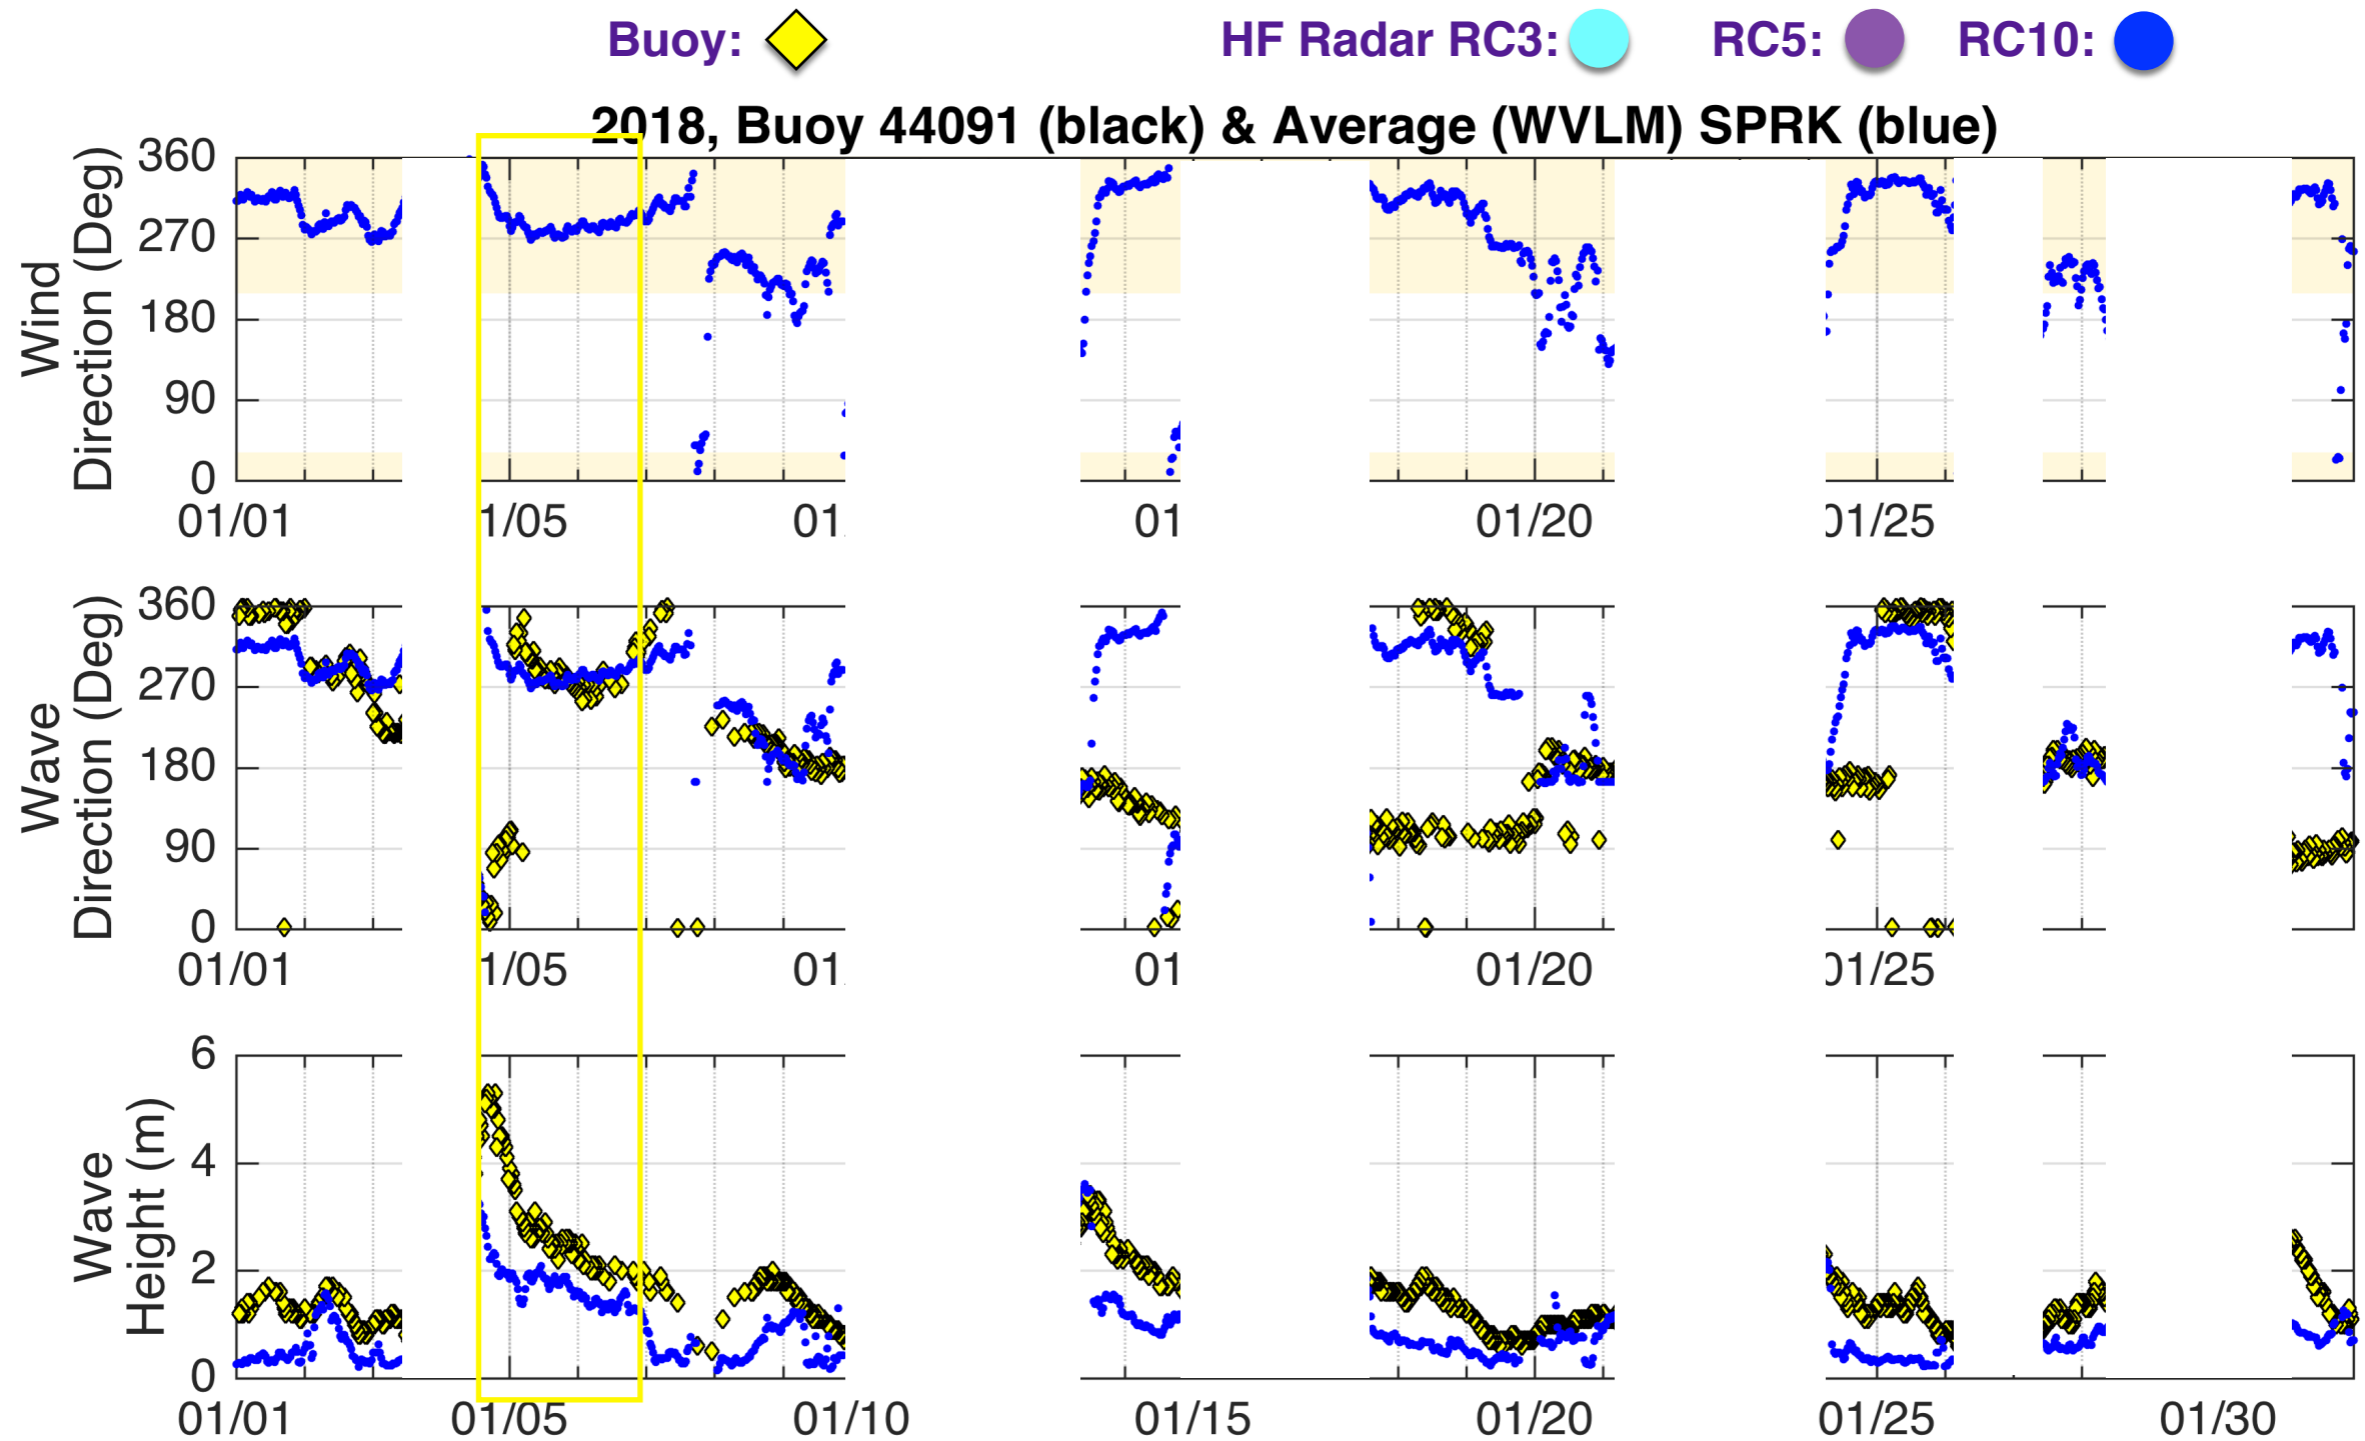 Buoy: HF Radar RC3: RC5: RC10:
2018, Buoy 44091 (black) & Average (WVLM) SPRK (blue)
Wind
Direction (Deg)
360
270
180
90
0
01/01 1/05 01 01 01/20 01/25
Wave
Direction (Deg)
360
270
180
90
0
01/01 1/05 01 01 01/20 01/25
Wave
Height (m)
6
4
2
0
01/01 01/05 01/10 01/15 01/20 01/25 01/30